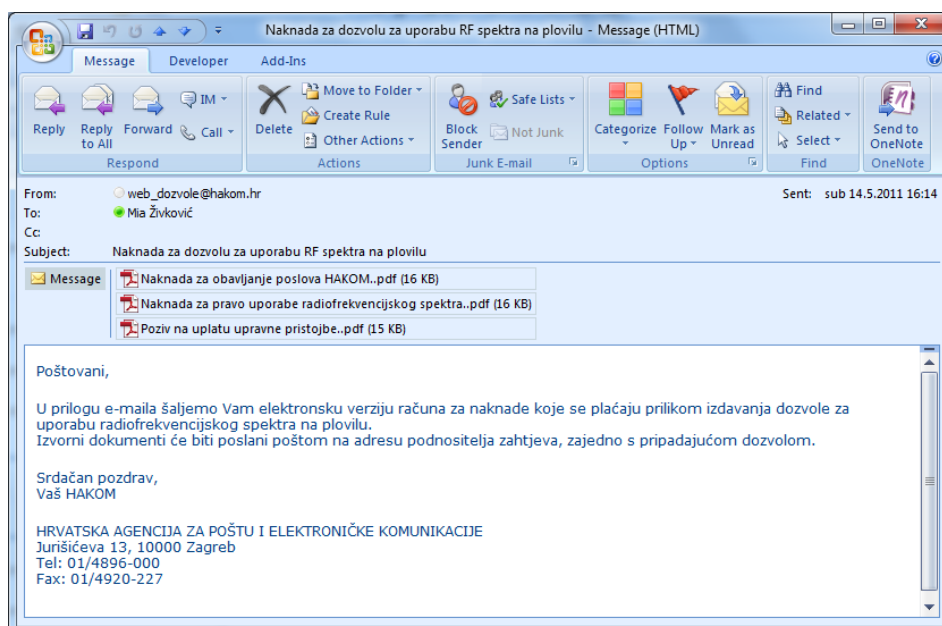 Naknada za dozvolu za uporabu RF spektra na plovilu - Message (HTML)
Message Developer Add-Ins
Reply Reply to All Forward IM Call
Delete Move to Folder Create Rule Other Actions
Block Sender Safe Lists Not Junk
Categorize Follow Up Mark as Unread
Find Related Select
Send to OneNote
Respond Actions Junk E-mail Options Find OneNote
From: web_dozvole@hakom.hr Sent: sub 14.5.2011 16:14
To: Mia Živković
Cc:
Subject: Naknada za dozvolu za uporabu RF spektra na plovilu
Message Naknada za obavljanje poslova HAKOM..pdf (16 KB)
Naknada za pravo uporabe radiofrekvencijskog spektra..pdf (16 KB)
Poziv na uplatu upravne pristojbe..pdf (15 KB)
Poštovani,
U prilogu e-maila šaljemo Vam elektronsku verziju računa za naknade koje se plaćaju prilikom izdavanja dozvole za
uporabu radiofrekvencijskog spektra na plovilu.
Izvorni dokumenti će biti poslani poštom na adresu podnositelja zahtjeva, zajedno s pripadajućom dozvolom.
Srdačan pozdrav,
Vaš HAKOM
HRVATSKA AGENCIJA ZA POŠTU I ELEKTRONIČKE KOMUNIKACIJE
Jurišićeva 13, 10000 Zagreb
Tel: 01/4896-000
Fax: 01/4920-227